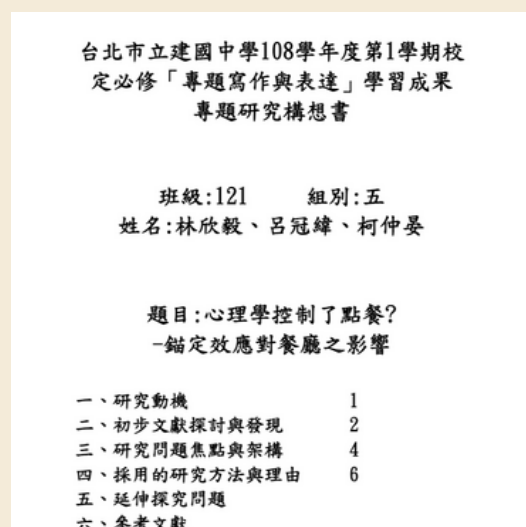 台北市立建國中學108學年度第1學期校
定必修「專題寫作與表達」學習成果
專題研究構想書
班級:121 組別:五
姓名:林欣毅、呂冠緯、柯仲晏
題目:心理學控制了點餐?
-錨定效應對餐廳之影響
一、研究動機 1
二、初步文獻探討與發現 2
三、研究問題焦點與架構 4
四、採用的研究方法與理由 6
五、延伸探究問題
六、參考文獻